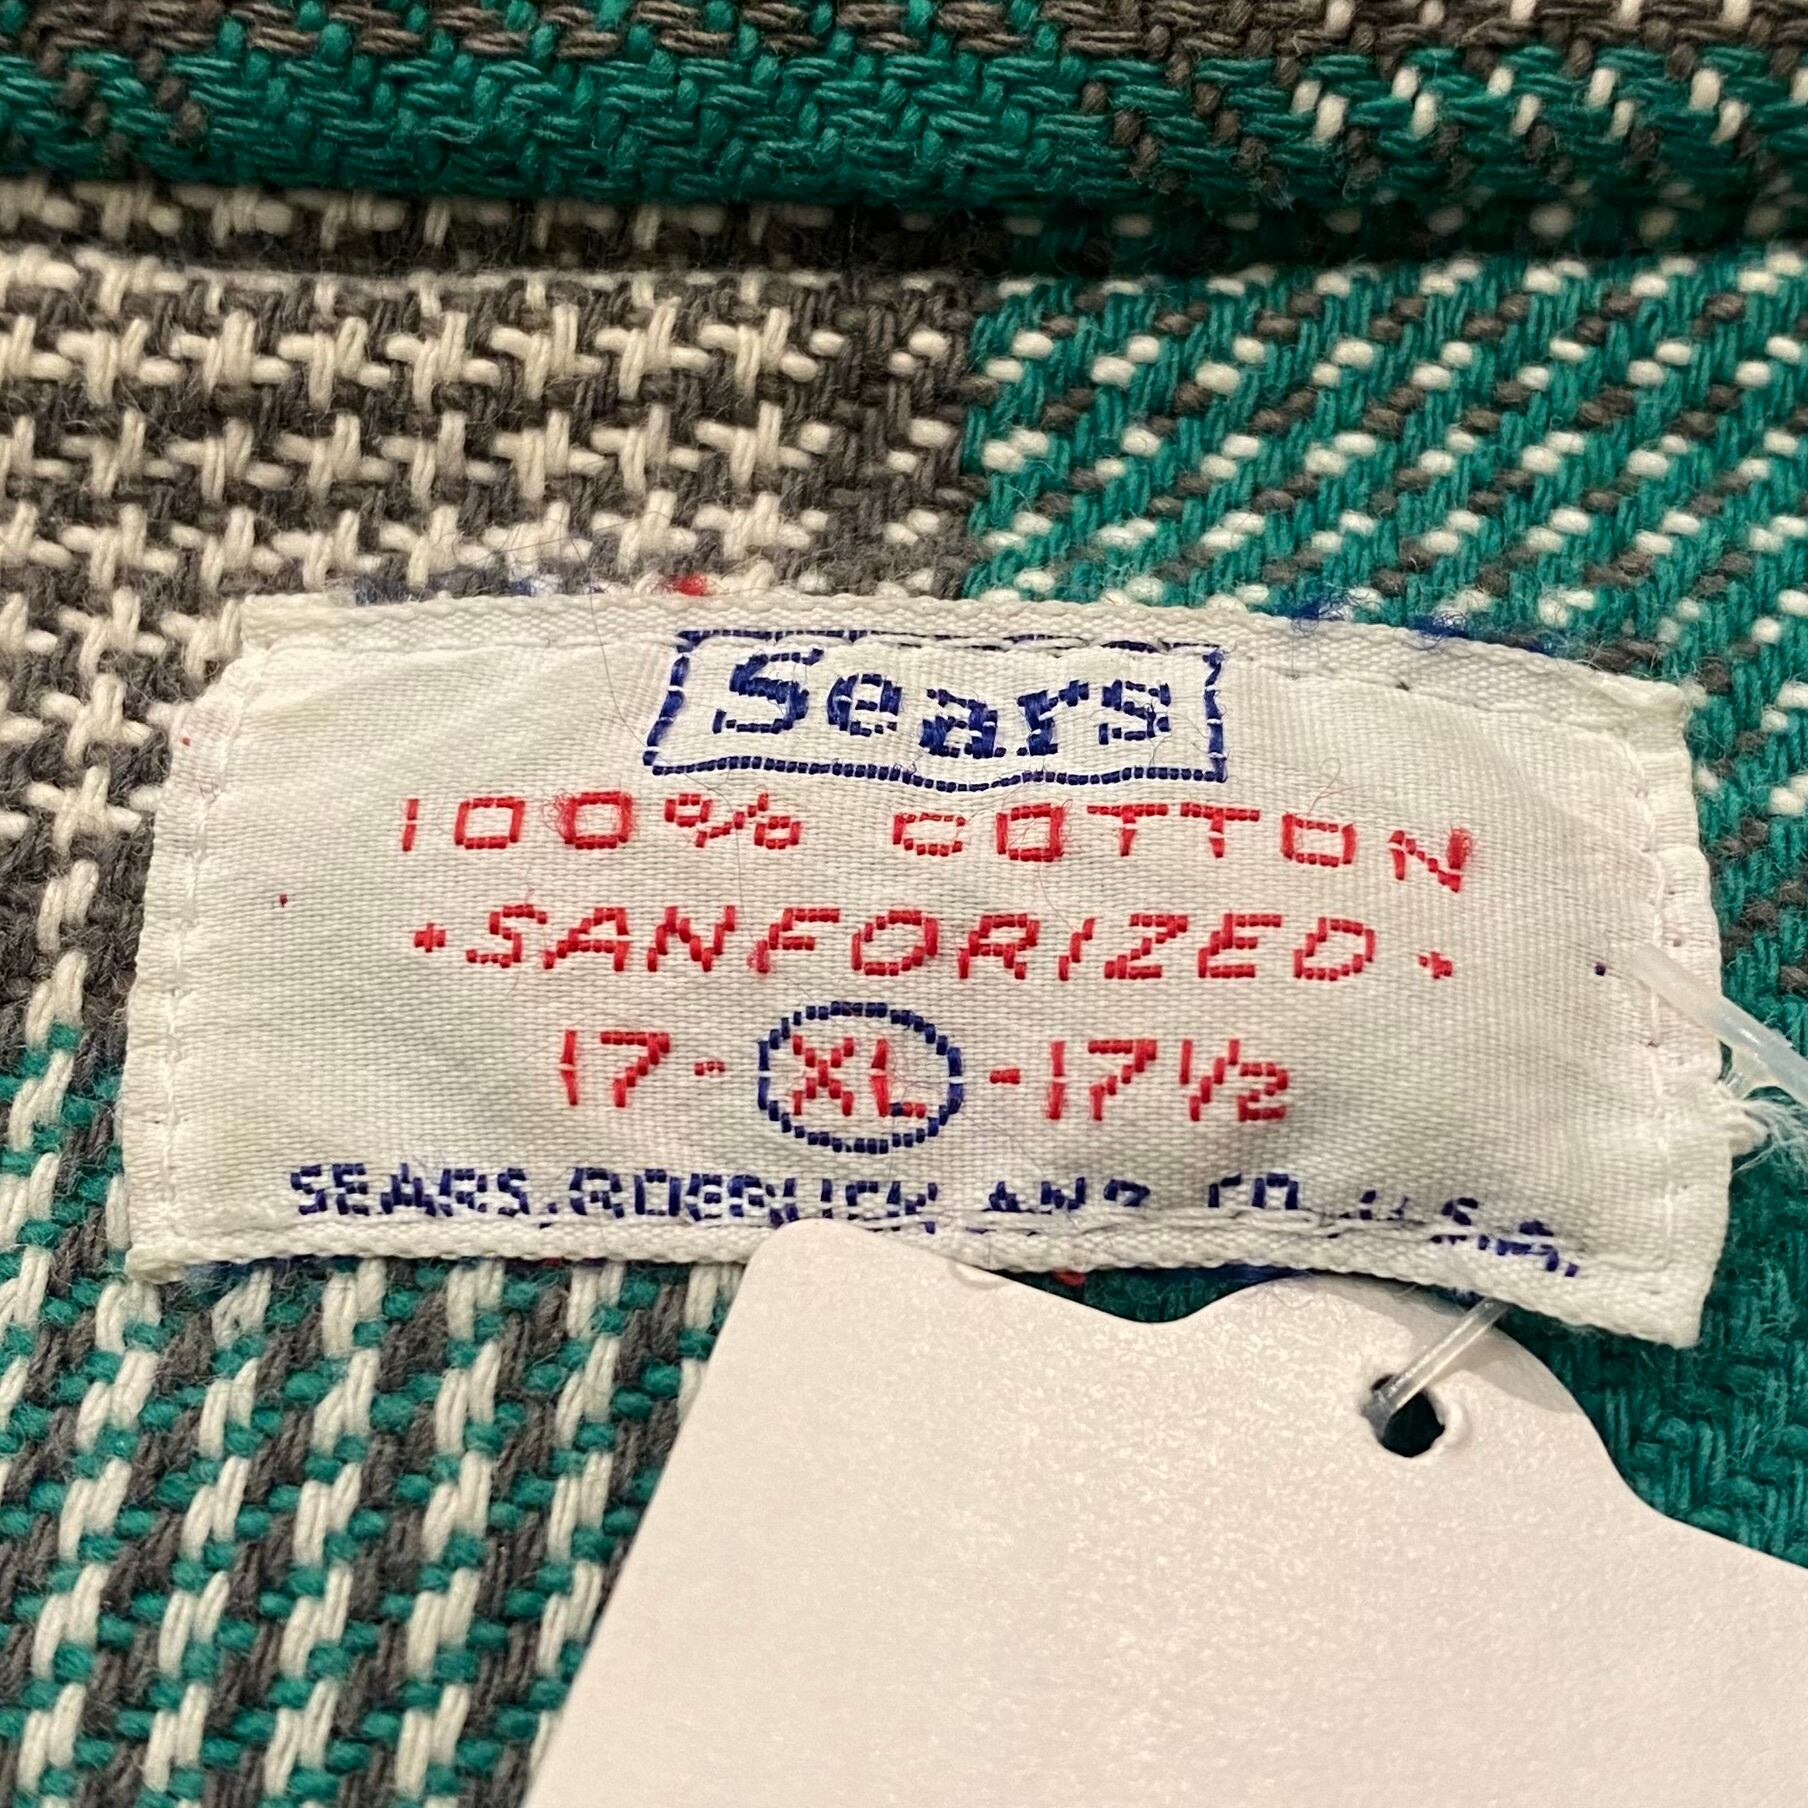 Sears
100% COTTON
•SANFORIZED•
17-XL-17½
SEARS, ROEBUCK AND CO. U.S.A.